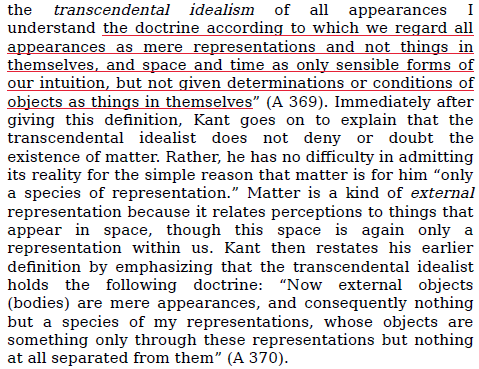 the transcendental idealism of all appearances I
understand the doctrine according to which we regard all
appearances as mere representations and not things in
themselves, and space and time as only sensible forms of
our intuition, but not given determinations or conditions of
objects as things in themselves” (A 369). Immediately after
giving this definition, Kant goes on to explain that the
transcendental idealist does not deny or doubt the
existence of matter. Rather, he has no difficulty in admitting
its reality for the simple reason that matter is for him “only
a species of representation.” Matter is a kind of external
representation because it relates perceptions to things that
appear in space, though this space is again only a
representation within us. Kant then restates his earlier
definition by emphasizing that the transcendental idealist
holds the following doctrine: “Now external objects
(bodies) are mere appearances, and consequently nothing
but a species of my representations, whose objects are
something only through these representations but nothing
at all separated from them” (A 370).